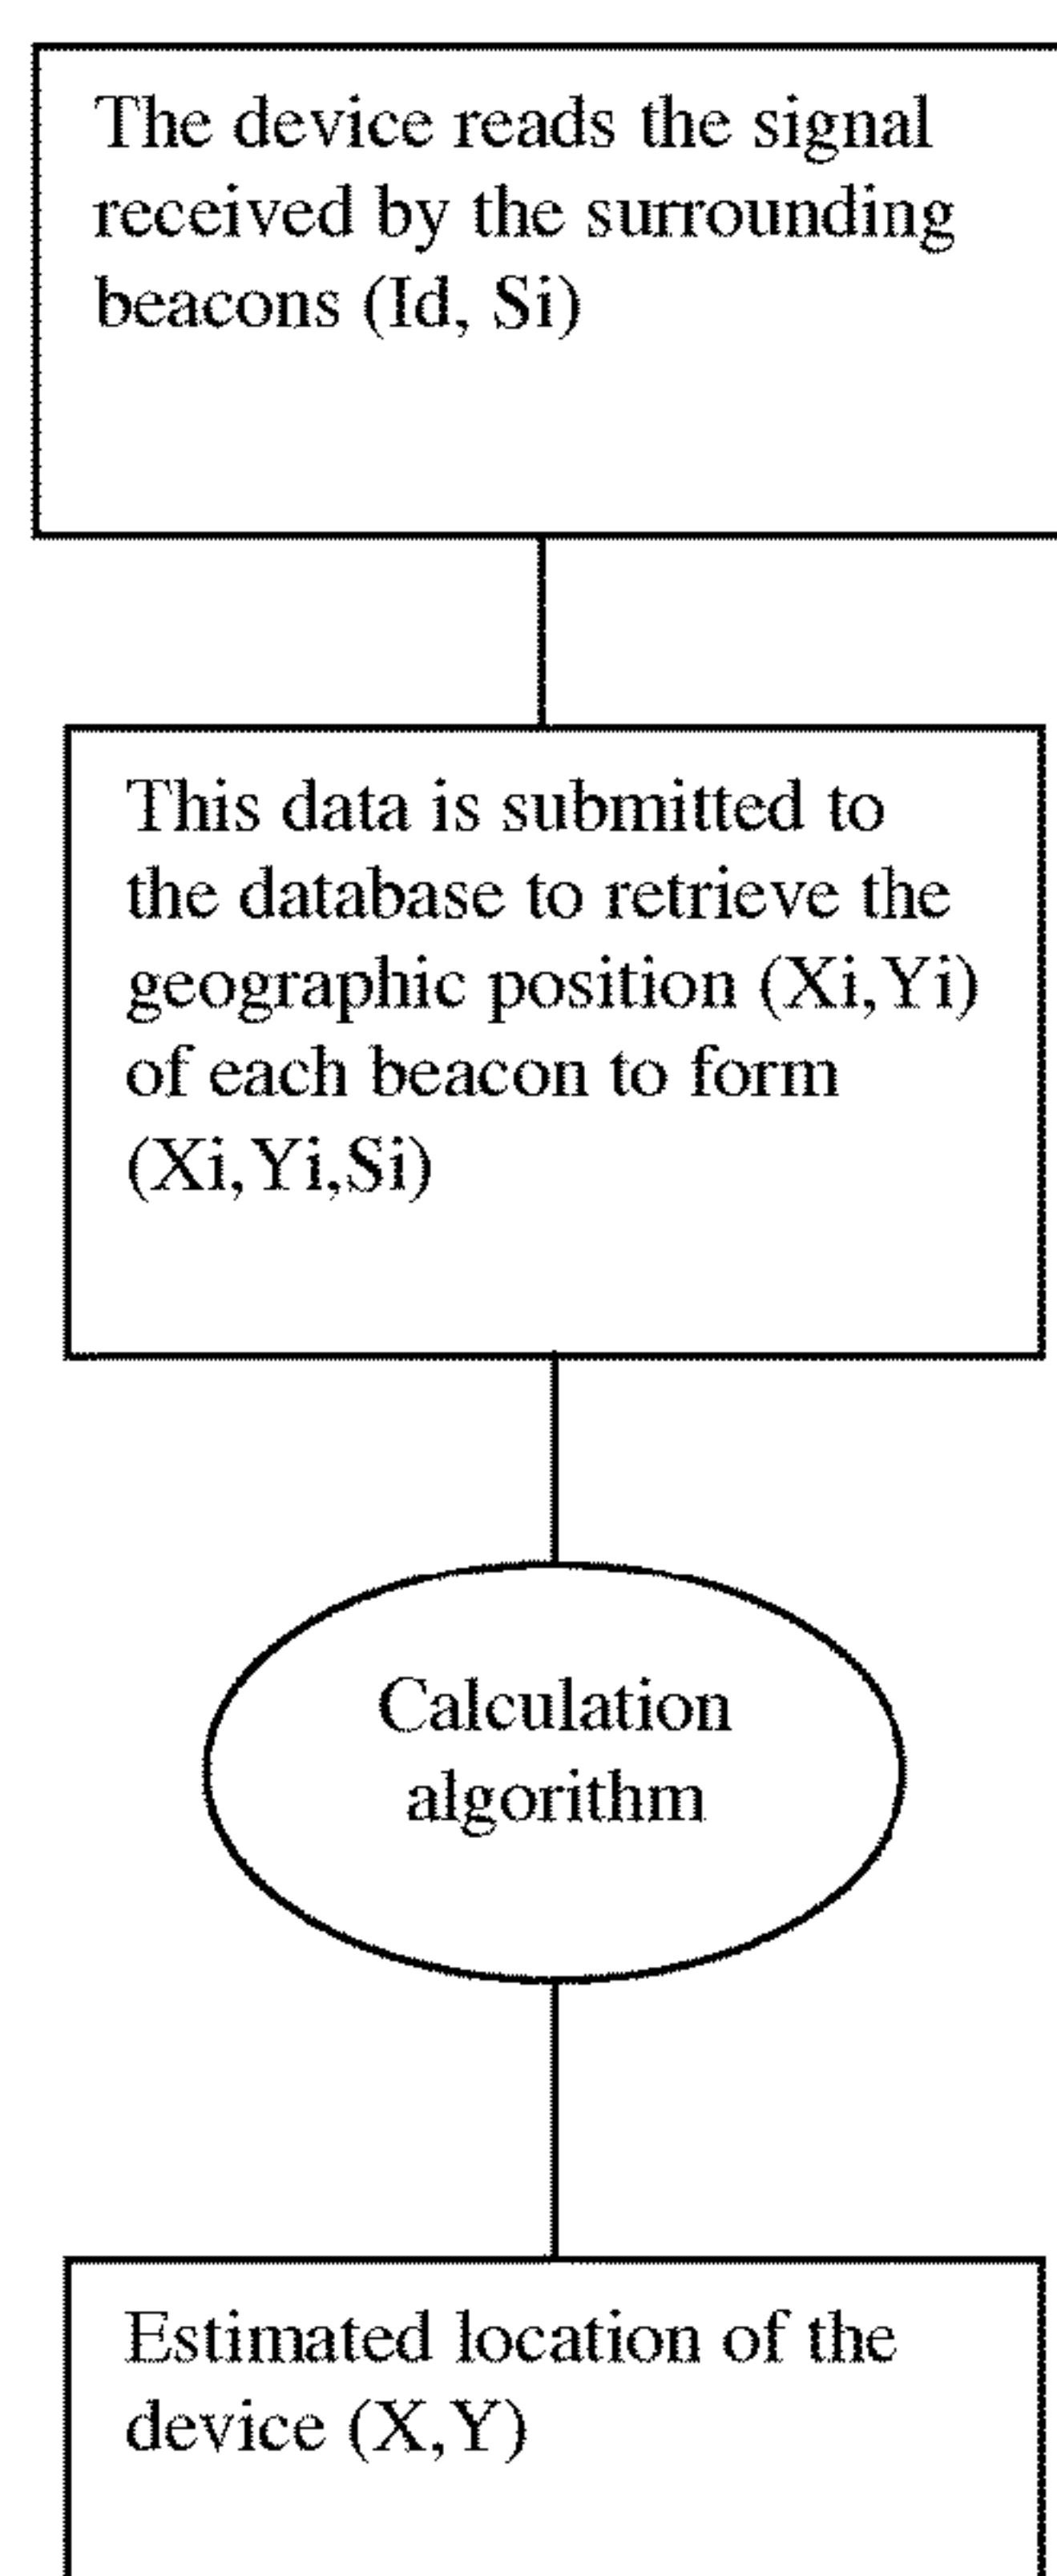 The device reads the signal
received by the surrounding
beacons (Id, Si)
This data is submitted to
the database to retrieve the
geographic position (Xi,Yi)
of each beacon to form
(Xi,Yi,Si)
Calculation
algorithm
Estimated location of the
device (X,Y)